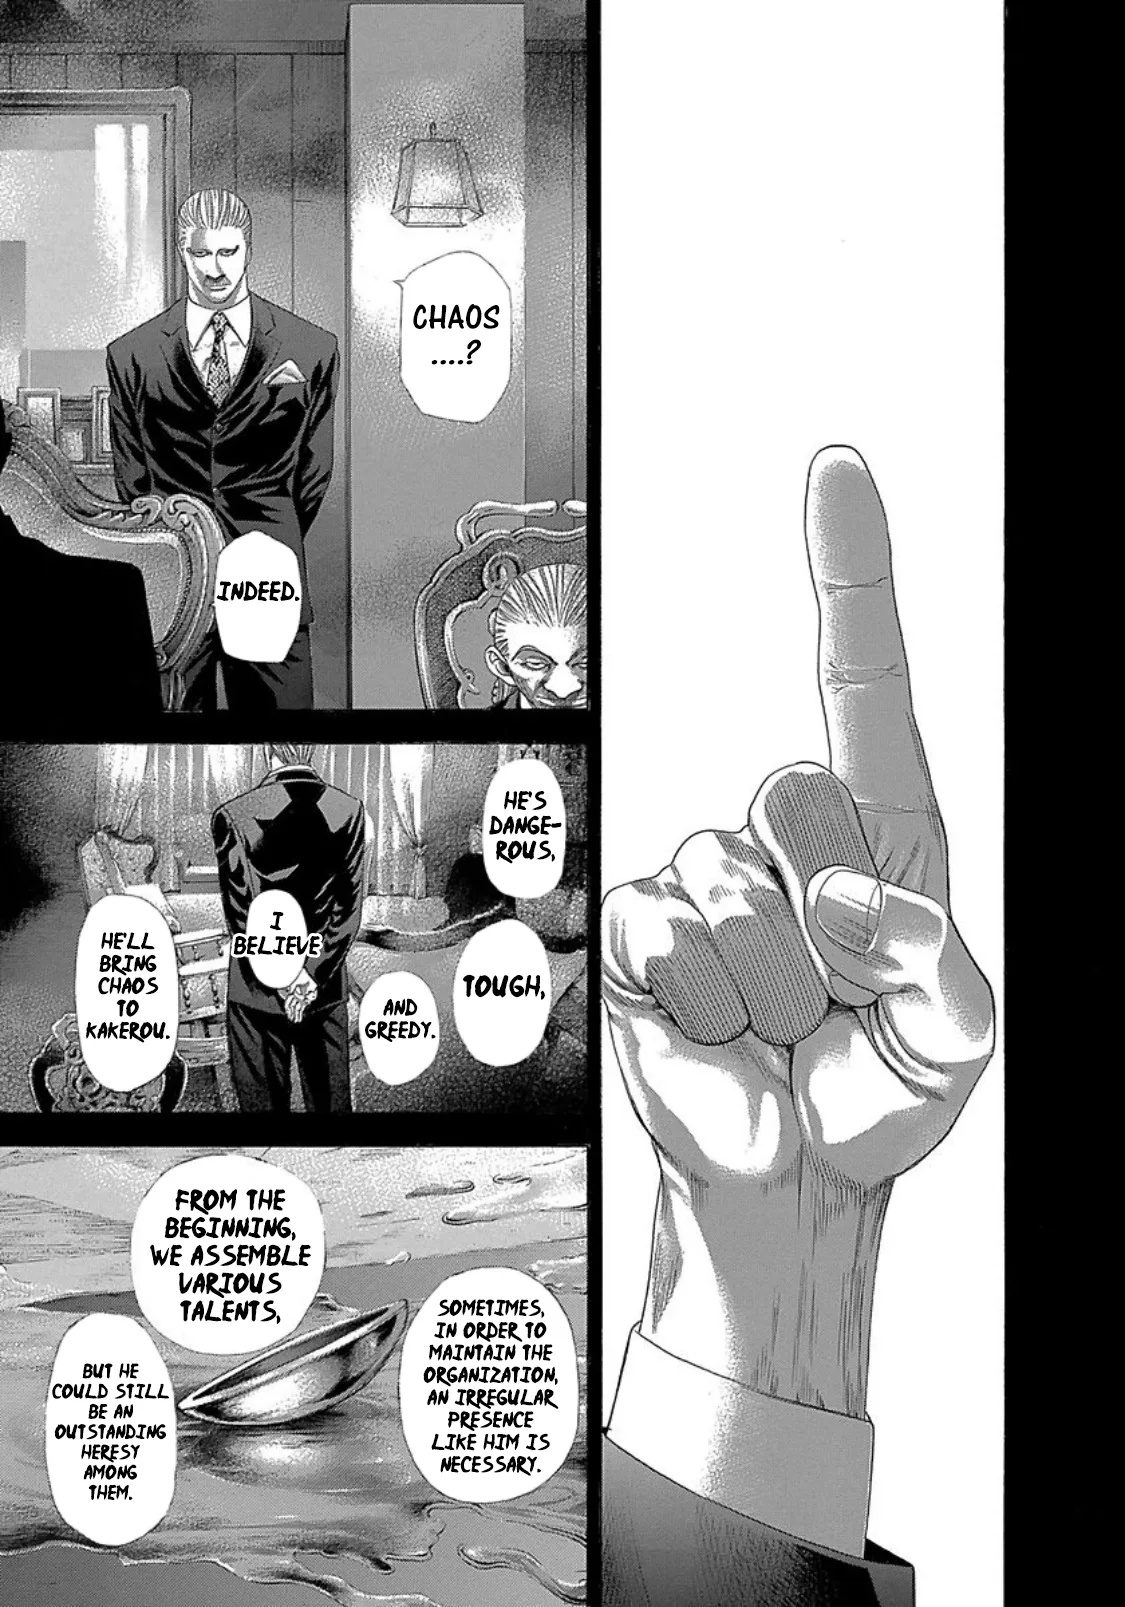 CHAOS
....?
INDEED.
HE'S
DANGE-
ROUS,
TOUGH,
AND
GREEDY.
I
BELIEVE
HE'LL
BRING
CHAOS
TO
KAKEROU.
FROM THE
BEGINNING,
WE ASSEMBLE
VARIOUS
TALENTS,
SOMETIMES,
IN ORDER TO
MAINTAIN THE
ORGANIZATION,
AN IRREGULAR
PRESENCE
LIKE HIM IS
NECESSARY.
BUT HE
COULD STILL
BE AN
OUTSTANDING
HERESY
AMONG
THEM.